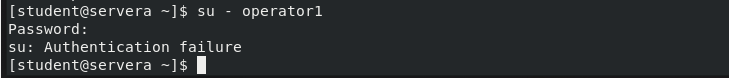 [student@servera ~]$ su - operator1
Password:
su: Authentication failure
[student@servera ~]$